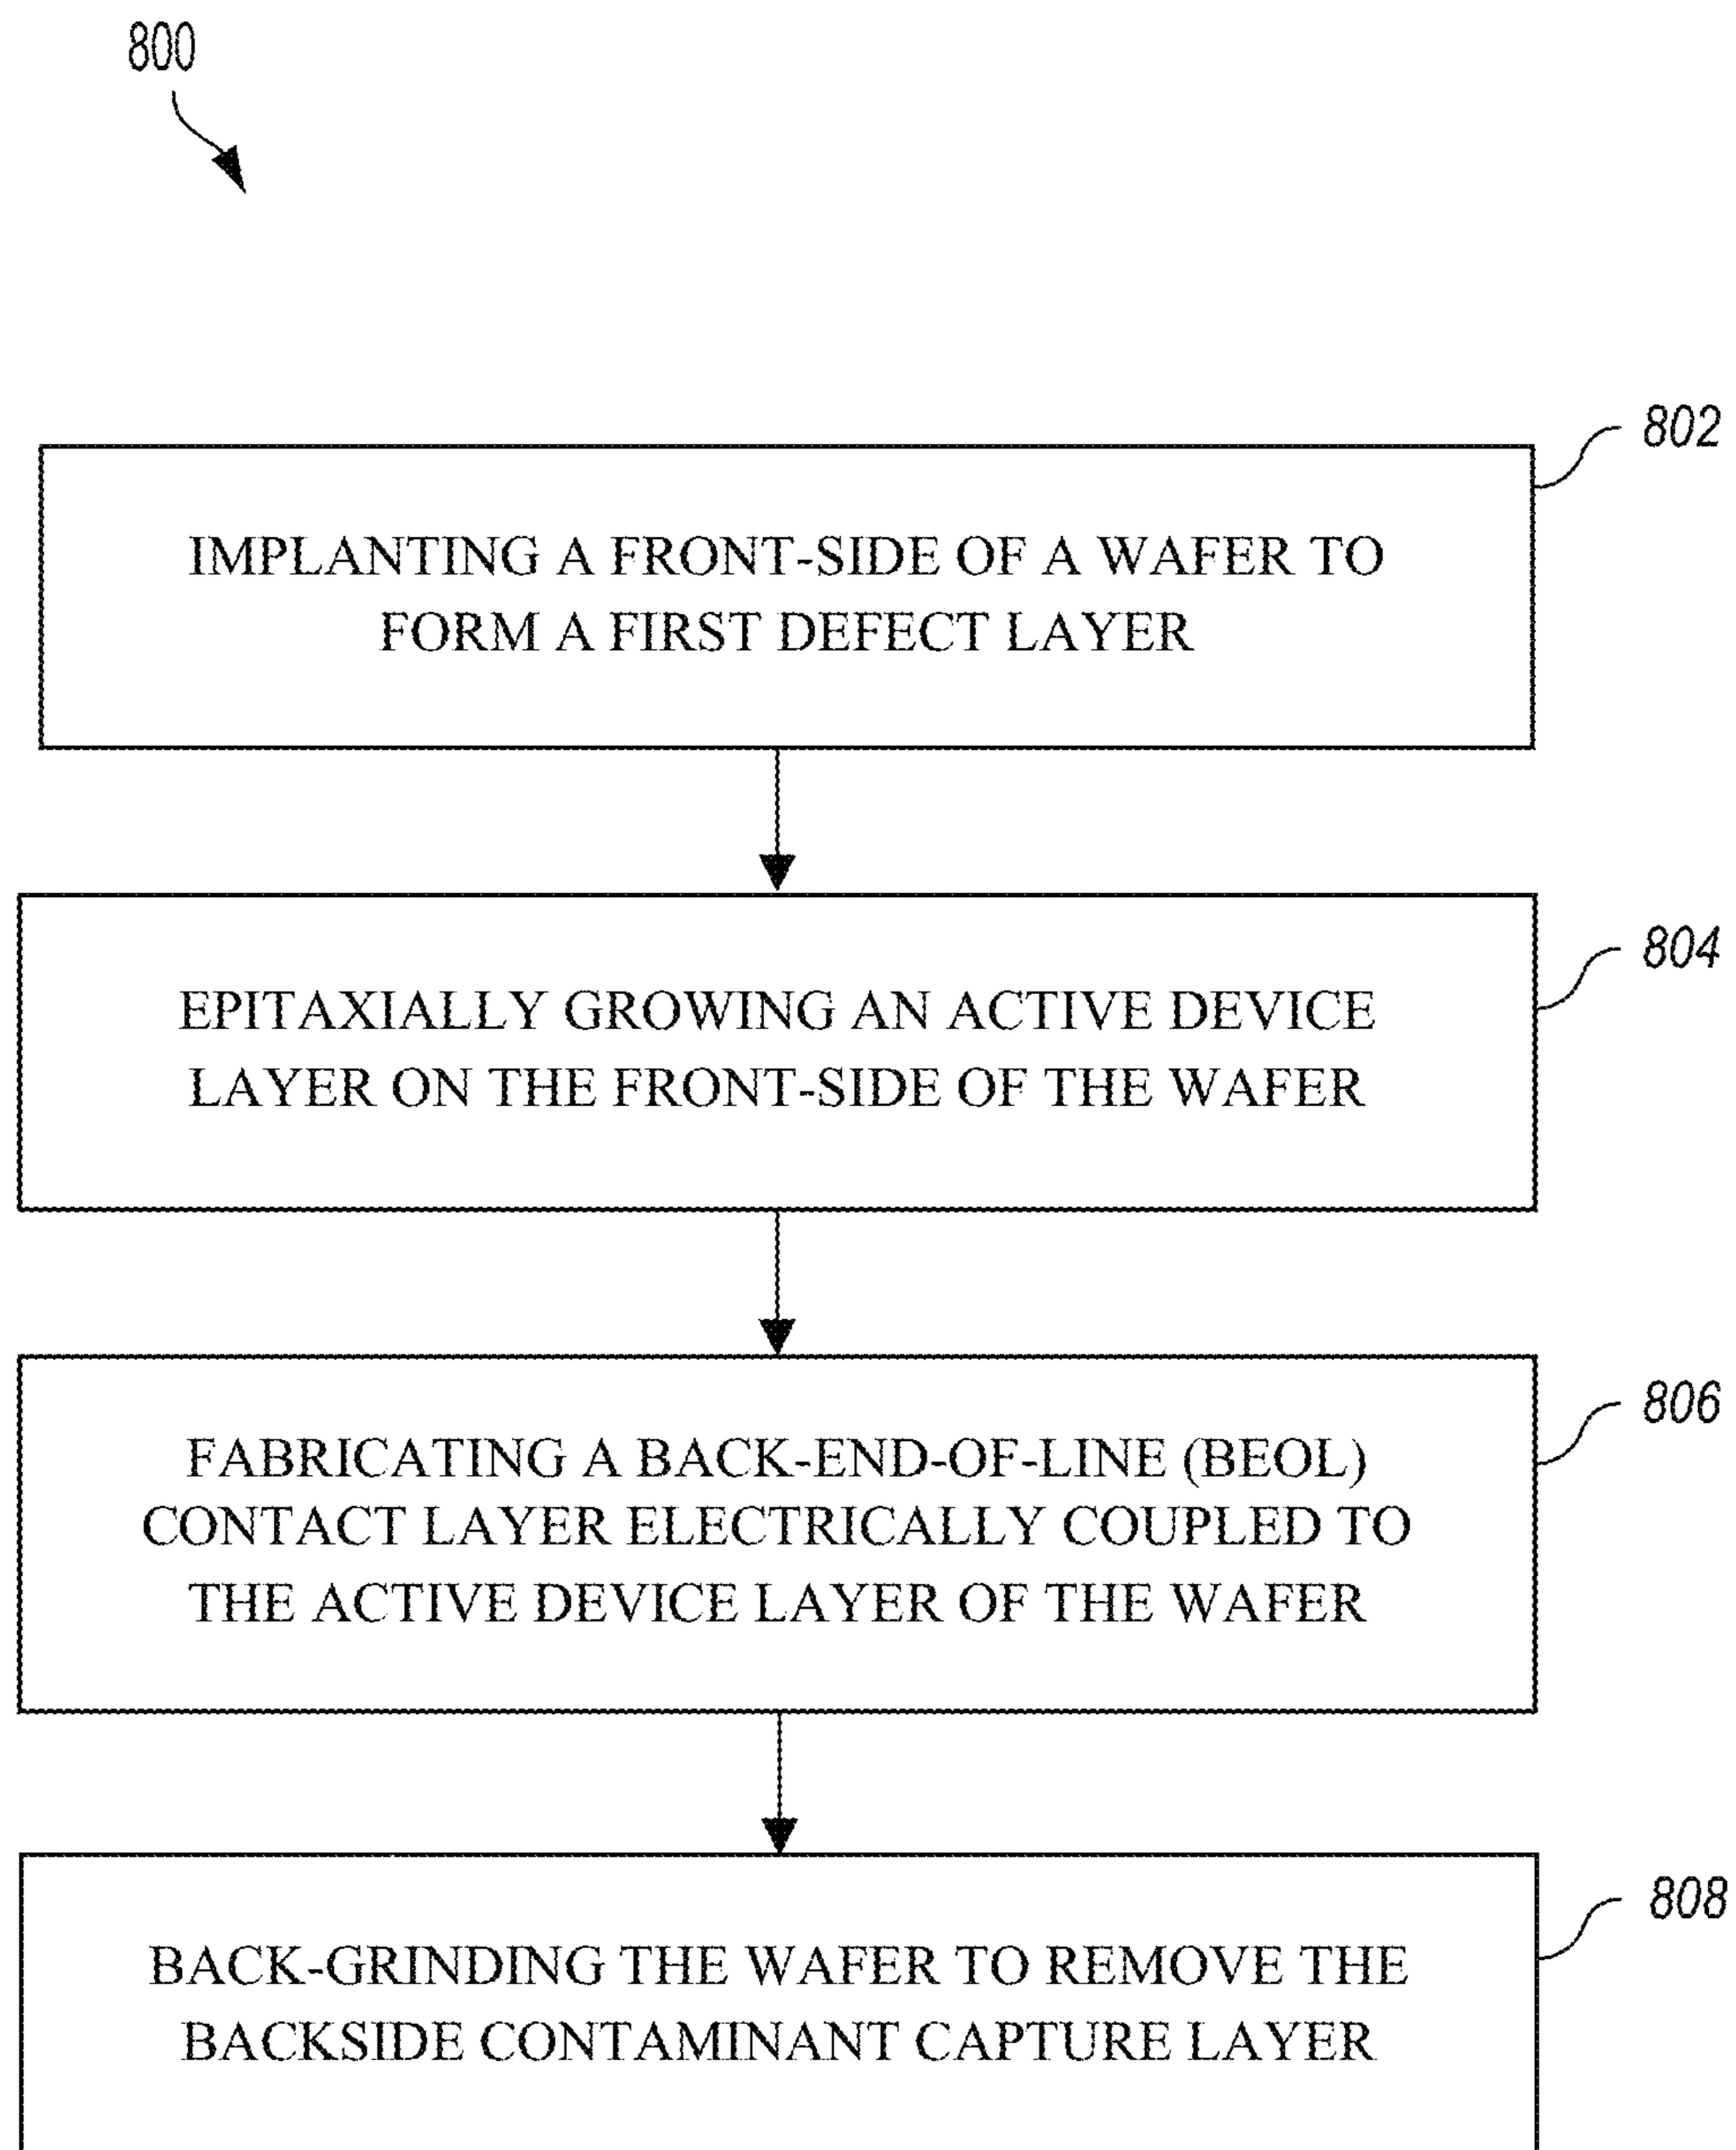 800
802
IMPLANTING A FRONT-SIDE OF A WAFER TO
FORM A FIRST DEFECT LAYER
804
EPITAXIALLY GROWING AN ACTIVE DEVICE
LAYER ON THE FRONT-SIDE OF THE WAFER
806
FABRICATING A BACK-END-OF-LINE (BEOL)
CONTACT LAYER ELECTRICALLY COUPLED TO
THE ACTIVE DEVICE LAYER OF THE WAFER
808
BACK-GRINDING THE WAFER TO REMOVE THE
BACKSIDE CONTAMINANT CAPTURE LAYER